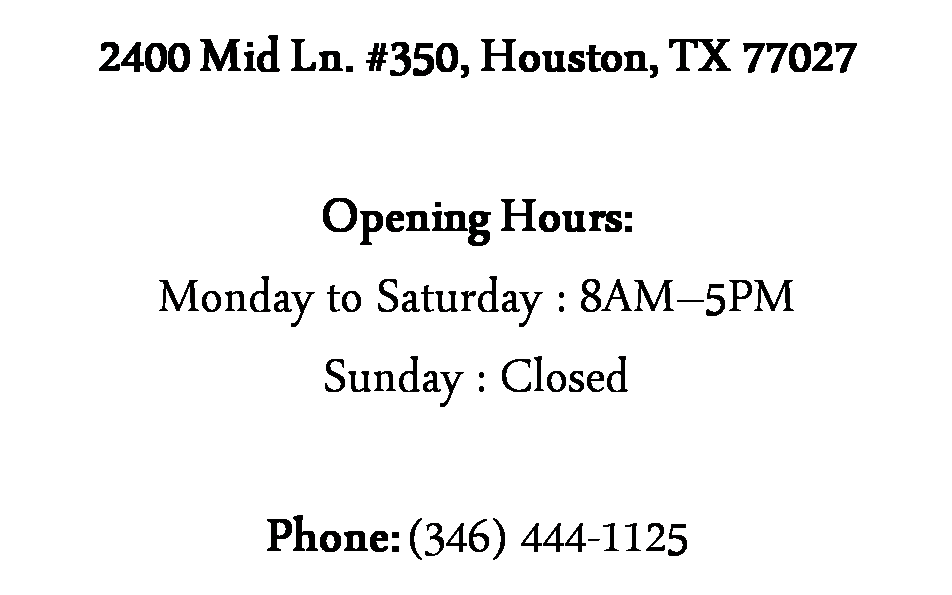 2400 Mid Ln. #350, Houston, TX 77027
Opening Hours:
Monday to Saturday : 8AM–5PM
Sunday : Closed
Phone: (346) 444-1125